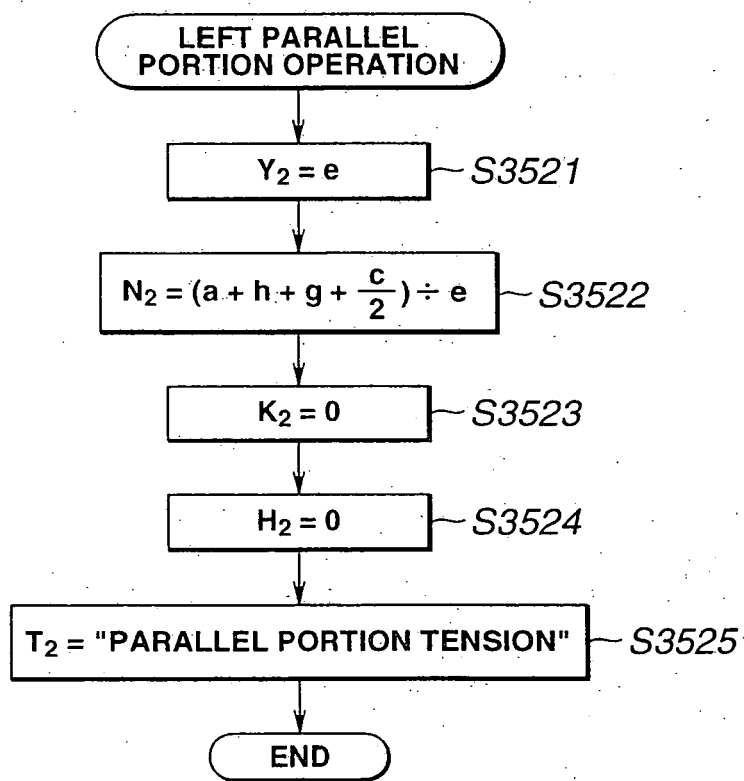 LEFT PARALLEL
PORTION OPERATION
Y₂ = e
S3521
N₂ = (a + h + g + c/2) ÷ e
S3522
K₂ = 0
S3523
H₂ = 0
S3524
T₂ = "PARALLEL PORTION TENSION"
S3525
END